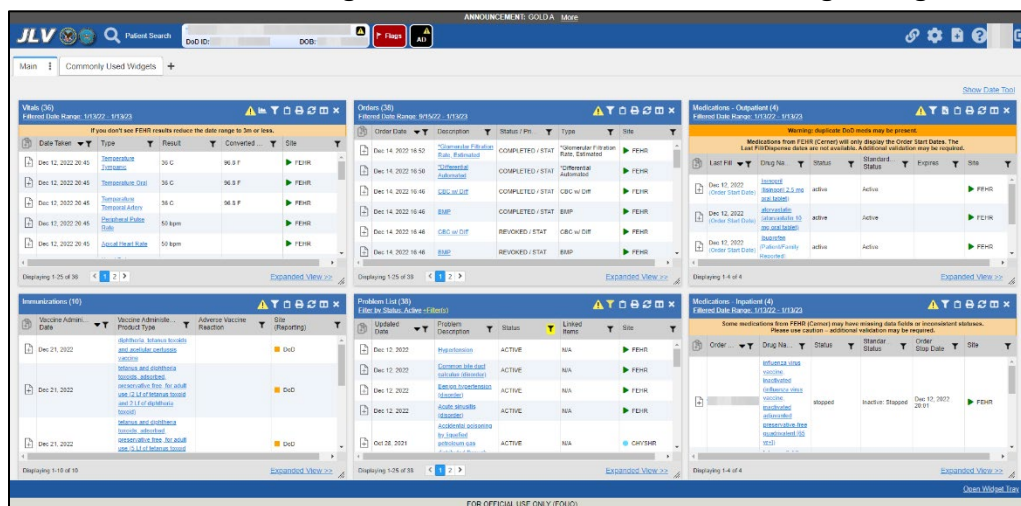 ANNOUNCEMENT: GOLD A More
JLV Patient Search DoD ID: DOB: Flags AD
Main Commonly Used Widgets +
Show Date Tool
Vitals (36)
Filtered Date Range: 1/13/22 - 1/13/23
If you don't see FEHR results reduce the date range to 3m or less.
Date Taken Type Result Converted ... Site
Dec 12, 2022 20:45 Temperature Tympanic 36 C 96.8 F FEHR
Dec 12, 2022 20:45 Temperature Oral 36 C 96.8 F FEHR
Dec 12, 2022 20:45 Temperature Temporal Artery 36 C 96.8 F FEHR
Dec 12, 2022 20:45 Peripheral Pulse Rate 50 bpm FEHR
Dec 12, 2022 20:45 Apical Heart Rate 50 bpm FEHR
Displaying 1-25 of 36 < 1 2 > Expanded View >>
Orders (38)
Filtered Date Range: 9/15/22 - 1/13/23
Order Date Description Status / Pri... Type Site
Dec 14, 2022 16:52 *Glomerular Filtration Rate, Estimated COMPLETED / STAT *Glomerular Filtration Rate, Estimated FEHR
Dec 14, 2022 16:50 *Differential Automated COMPLETED / STAT *Differential Automated FEHR
Dec 14, 2022 16:46 CBC w/ Diff COMPLETED / STAT CBC w/ Diff FEHR
Dec 14, 2022 16:46 BMP COMPLETED / STAT BMP FEHR
Dec 14, 2022 16:46 CBC w/ Diff REVOKED / STAT CBC w/ Diff FEHR
Dec 14, 2022 16:46 BMP REVOKED / STAT BMP FEHR
Displaying 1-25 of 38 < 1 2 > Expanded View >>
Medications - Outpatient (4)
Filtered Date Range: 1/13/22 - 1/13/23
Warning: duplicate DoD meds may be present.
Medications from FEHR (Cerner) will only display the Order Start Dates. The
Last Fill/Dispense dates are not available. Additional validation may be required.
Last Fill Drug Na... Status Standard... Status Expires Site
Dec 12, 2022 (Order Start Date) active Active FEHR
Dec 12, 2022 (Order Start Date) atorvastatin (atorvastatin 10 mg oral tablet) active Active FEHR
Dec 12, 2022 (Order Start Date) ibuprofen (Patient/Family Reported) active Active FEHR
Displaying 1-4 of 4 Expanded View >>
Immunizations (10)
Vaccine Admini... Date Vaccine Administe... Product Type Adverse Vaccine Reaction Site (Reporting)
Dec 21, 2022 diphtheria, tetanus toxoids and acellular pertussis vaccine DoD
Dec 21, 2022 tetanus and diphtheria toxoids, adsorbed, preservative free, for adult use (2 Lf of tetanus toxoid and 2 Lf of diphtheria toxoid) DoD
Dec 21, 2022 tetanus and diphtheria toxoids, adsorbed, preservative free, for adult use (5 Lf of tetanus toxoid DoD
Displaying 1-10 of 10 Expanded View >>
Problem List (38)
Filter by Status: Active +Filter(s)
Updated Date Problem Description Status Linked Items Site
Dec 12, 2022 Hypertension ACTIVE N/A FEHR
Dec 12, 2022 Common bile duct calculus (disorder) ACTIVE N/A FEHR
Dec 12, 2022 Benign hypertension (disorder) ACTIVE N/A FEHR
Dec 12, 2022 Acute sinusitis (disorder) ACTIVE N/A FEHR
Oct 28, 2021 Accidental poisoning by liquefied petroleum gas ACTIVE N/A CHYSHR
Displaying 1-25 of 38 < 1 2 > Expanded View >>
Medications - Inpatient (4)
Filtered Date Range: 1/13/22 - 1/13/23
Some medications from FEHR (Cerner) may have missing data fields or inconsistent statuses.
Please use caution - additional validation may be required.
Order ... Drug Na... Status Standar... Status Order Stop Date Site
influenza virus vaccine, inactivated (influenza virus vaccine, inactivated adjuvanted preservative-free quadrivalent (65 yr+)) stopped Inactive: Stopped Dec 12, 2022 20:01 FEHR
Displaying 1-4 of 4 Expanded View >>
Open Widget Tray
FOR OFFICIAL USE ONLY (FOUO)